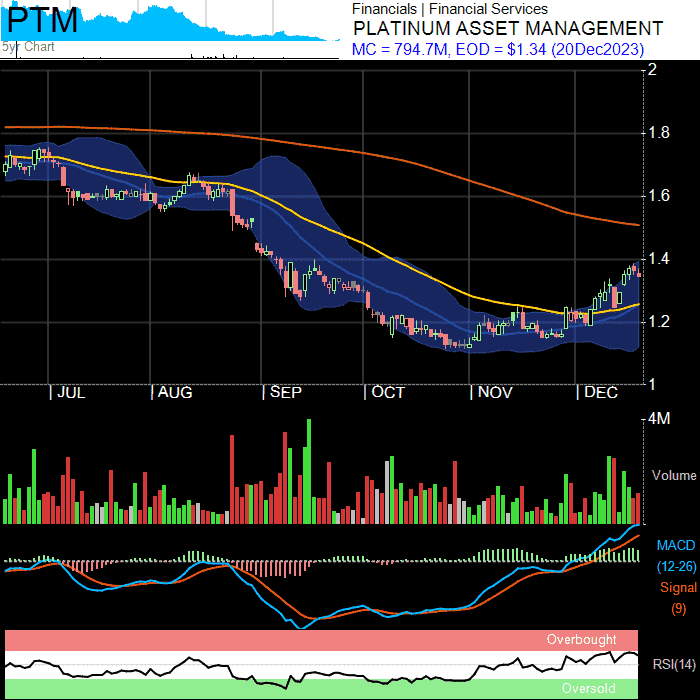 PTM
5yr Chart
Financials | Financial Services
PLATINUM ASSET MANAGEMENT
MC = 794.7M, EOD = $1.34 (20Dec2023)
2
1.8
1.6
1.4
1.2
1
| JUL | AUG | SEP | OCT | NOV | DEC
4M
Volume
MACD
(12-26)
Signal
(9)
Overbought
RSI(14)
Oversold